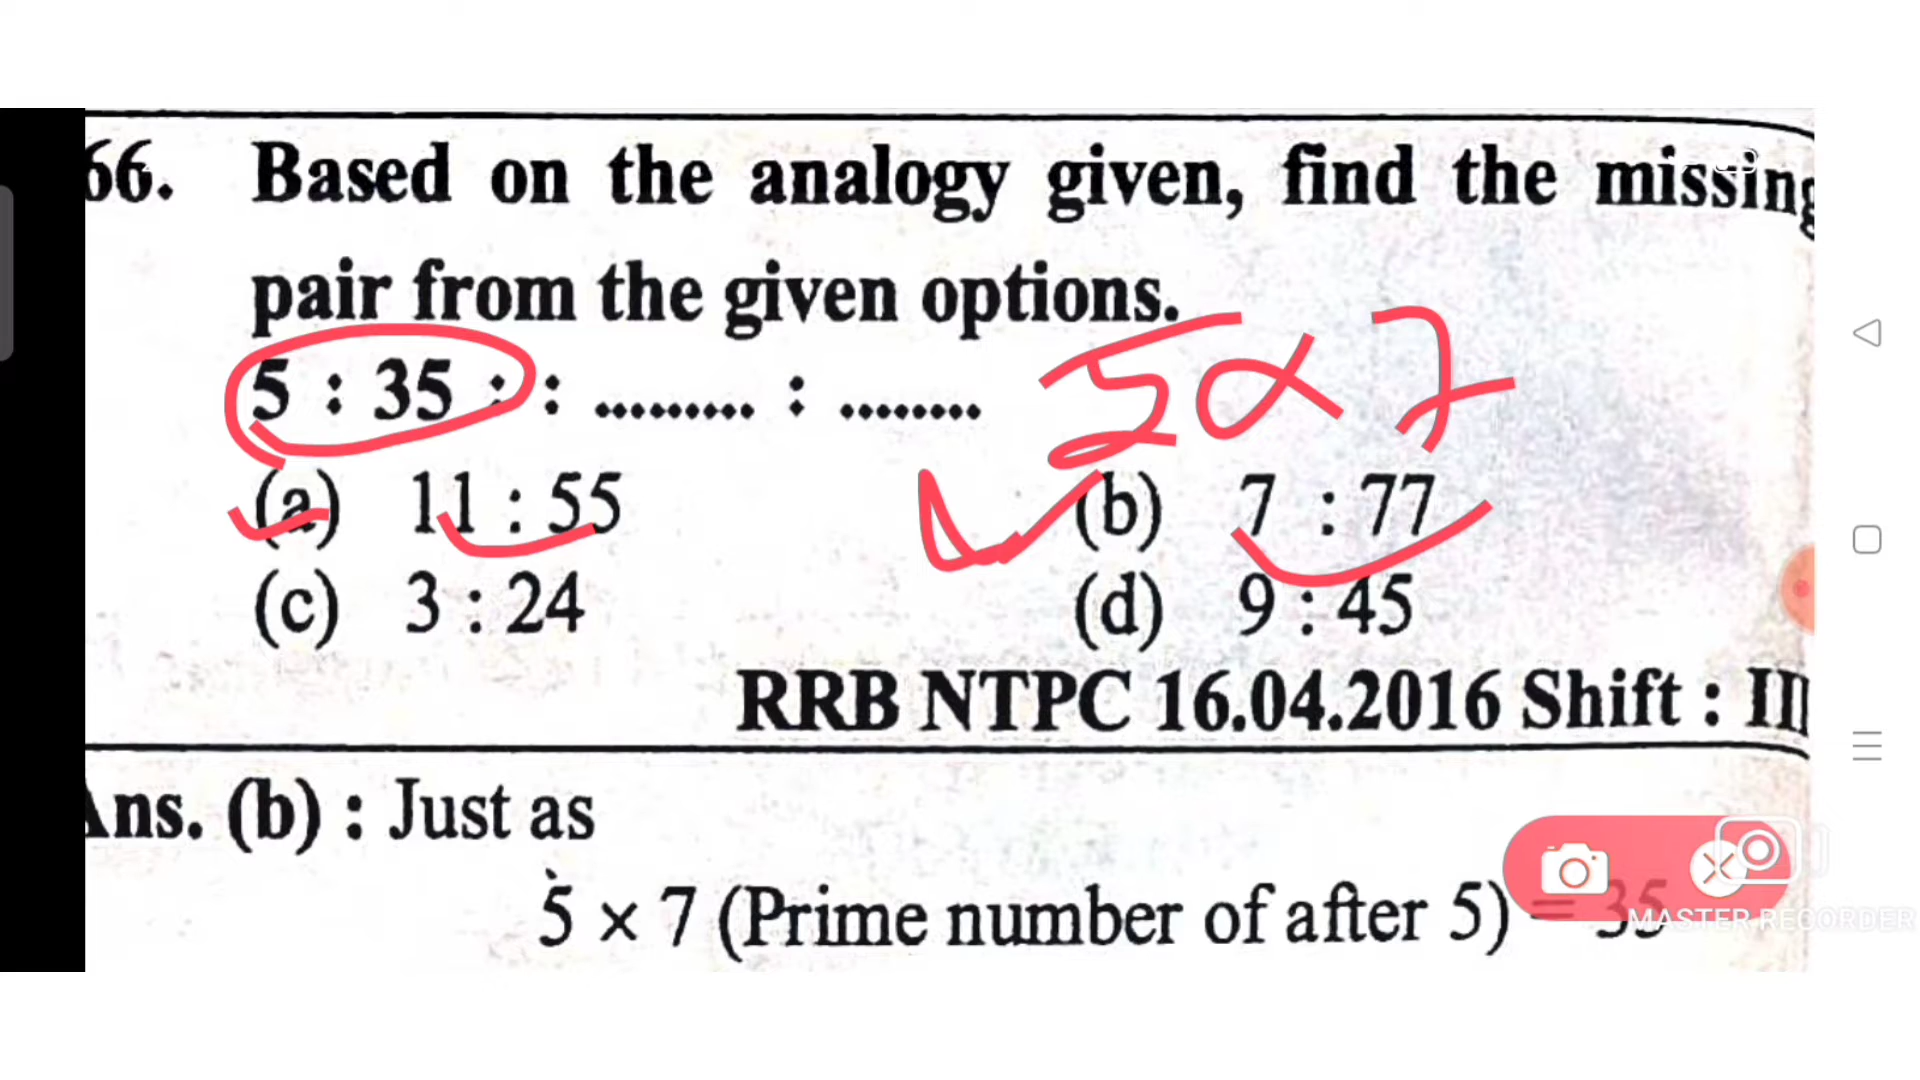 66. Based on the analogy given, find the missing
pair from the given options.
5 : 35 : : ......... : ........
5 × 7
(a) 11 : 55 (b) 7 : 77
(c) 3 : 24 (d) 9 : 45
RRB NTPC 16.04.2016 Shift : III
Ans. (b) : Just as
5 × 7 (Prime number of after 5) = 35
MASTER RECORDER